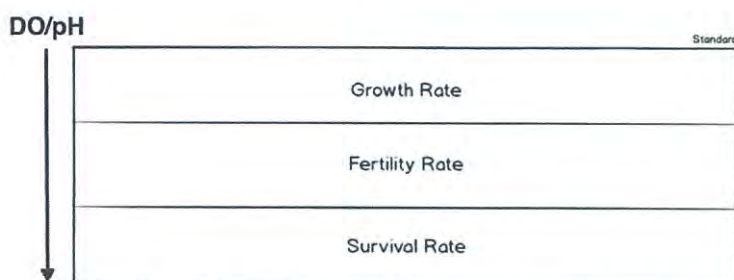 DO/pH
Standard
Growth Rate
Fertility Rate
Survival Rate